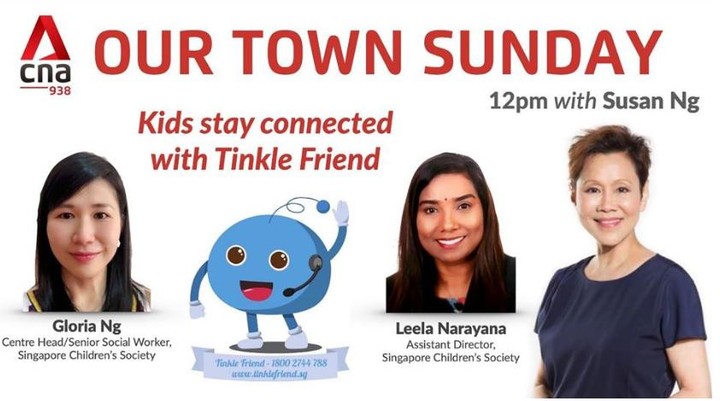 cna
938
OUR TOWN SUNDAY
12pm with Susan Ng
Kids stay connected
with Tinkle Friend
Gloria Ng
Centre Head/Senior Social Worker,
Singapore Children's Society
Tinkle Friend - 1800 2744 788
www.tinklefriend.sg
Leela Narayana
Assistant Director,
Singapore Children's Society